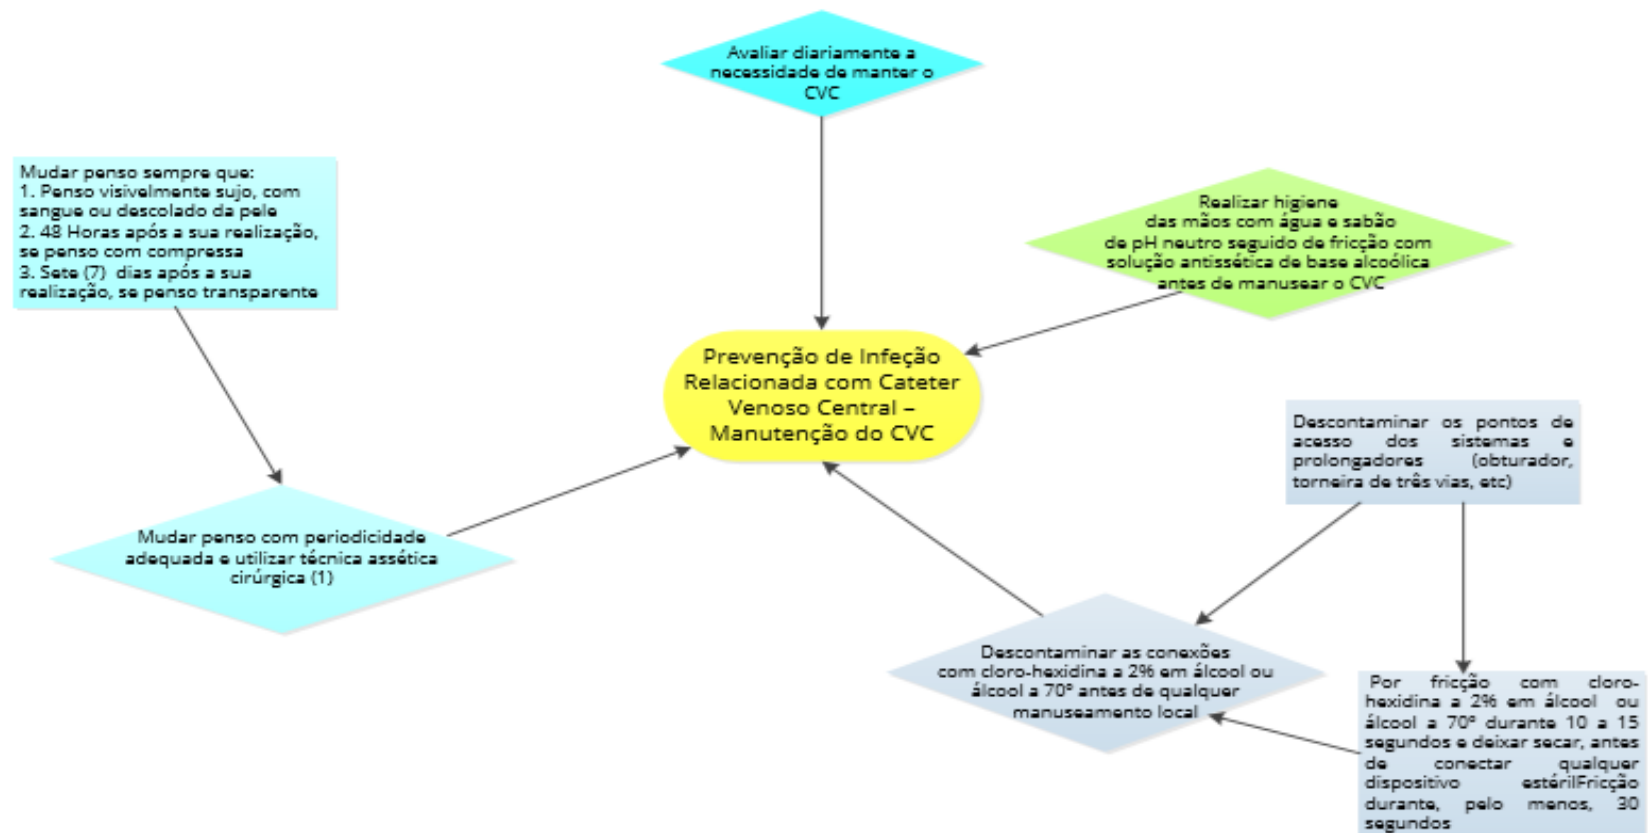 Avaliar diariamente a
necessidade de manter o
CVC
Mudar penso sempre que:
1. Penso visivelmente sujo, com
sangue ou descolado da pele
2. 48 Horas após a sua realização,
se penso com compressa
3. Sete (7) dias após a sua
realização, se penso transparente
Realizar higiene
das mãos com água e sabão
de pH neutro seguido de fricção com
solução antissética de base alcoólica
antes de manusear o CVC
Prevenção de Infeção
Relacionada com Cateter
Venoso Central –
Manutenção do CVC
Descontaminar os pontos de
acesso dos sistemas e
prolongadores (obturador,
torneira de três vias, etc)
Mudar penso com periodicidade
adequada e utilizar técnica assética
cirúrgica (1)
Descontaminar as conexões
com cloro-hexidina a 2% em álcool ou
álcool a 70º antes de qualquer
manuseamento local
Por fricção com cloro-
hexidina a 2% em álcool ou
álcool a 70º durante 10 a 15
segundos e deixar secar, antes
de conectar qualquer
dispositivo estérilFricção
durante, pelo menos, 30
segundos